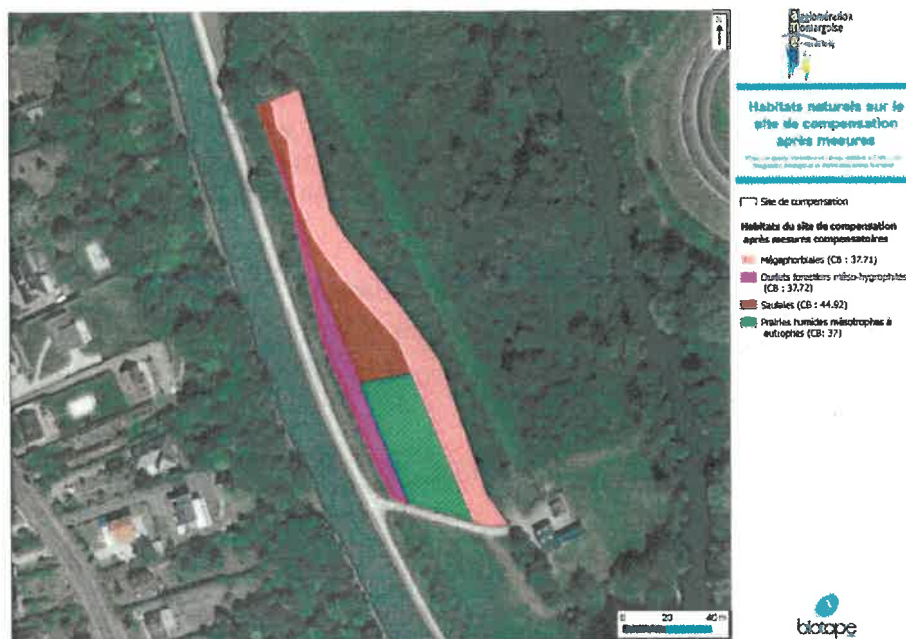 N
Agglomération
Montargoise
Habitats naturels sur le
site de compensation
après mesures
Site de compensation
Habitats du site de compensation
après mesures compensatoires
Mégaphorbiaies (CB : 37.71)
Ourlets forestiers méso-hygrophiles
(CB : 37.72)
Saulaies (CB : 44.92)
Prairies humides mésotrophes à
eutrophes (CB: 37)
0 20 40 m
biotope